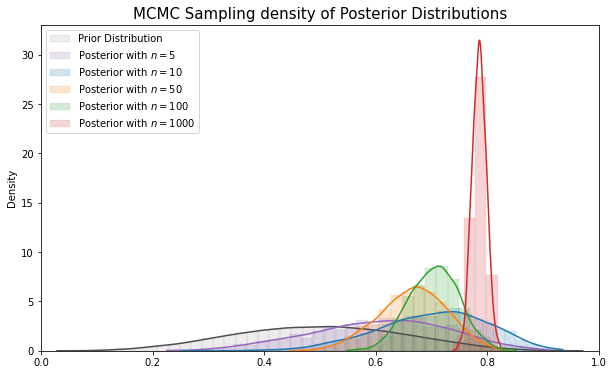 MCMC Sampling density of Posterior Distributions
Prior Distribution
Posterior with n = 5
Posterior with n = 10
Posterior with n = 50
Posterior with n = 100
Posterior with n = 1000
Density
30
25
20
15
10
5
0
0.0 0.2 0.4 0.6 0.8 1.0